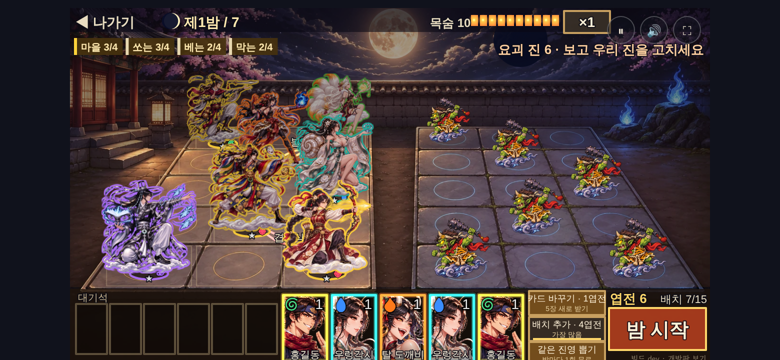 ◀ 나가기
제1밤 / 7
목숨 10
×1
마을 3/4
쏘는 3/4
베는 2/4
막는 2/4
요괴 진 6 · 보고 우리 진을 고치세요
대기석
1
홍길동
1
우렁각시
1
탈 도깨비
1
우렁각시
1
홍길동
카드 바꾸기 · 1엽전
5장 새로 받기
배치 추가 · 4엽전
가장 많음
같은 진영 뽑기
엽전 6
배치 7/15
밤 시작